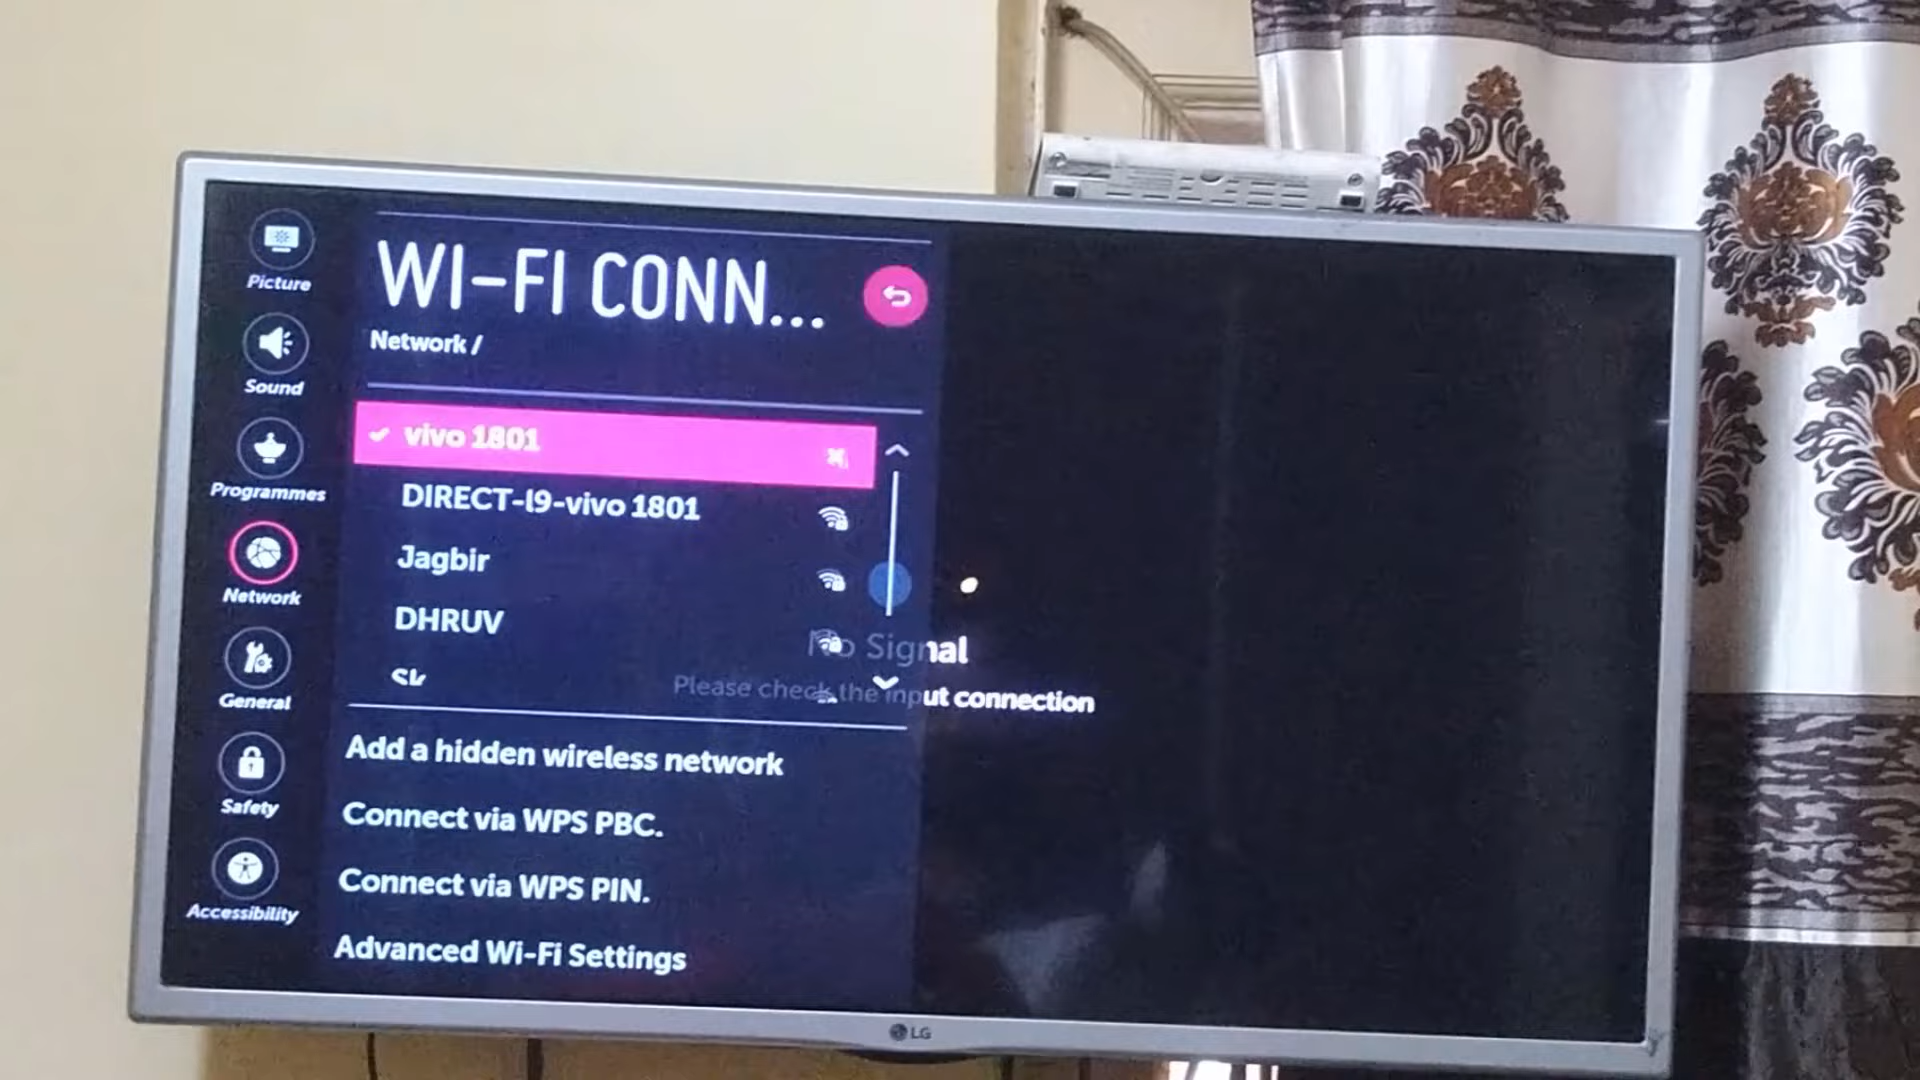 Picture
Sound
Programmes
Network
General
Safety
Accessibility
WI-FI CONN...
Network /
vivo 1801
DIRECT-I9-vivo 1801
Jagbir
DHRUV
No Signal
Please check the input connection
Add a hidden wireless network
Connect via WPS PBC.
Connect via WPS PIN.
Advanced Wi-Fi Settings
LG